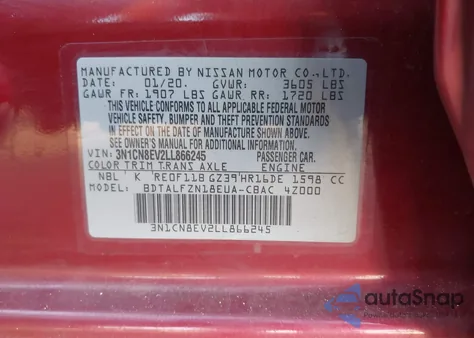 MANUFACTURED BY NISSAN MOTOR CO.,LTD.
DATE: 01/20. GVWR: 3605 LBS
GAWR FR: 1907 LBS GAWR RR: 1720 LBS
THIS VEHICLE CONFORMS TO ALL APPLICABLE FEDERAL MOTOR
VEHICLE SAFETY, BUMPER AND THEFT PREVENTION STANDARDS
IN EFFECT ON THE DATE OF MANUFACTURE SHOWN ABOVE.
SEE OWNER'S MANUAL FOR ADDITIONAL INFORMATION
VIN: 3N1CN8EV2LL866245 PASSENGER CAR.
COLOR TRIM TRANS AXLE ENGINE
NBL K RE0F11B GZ39 HR16DE 1598 CC
MODEL: BDTALFZN18EUA-CBAC 4Z000
3N1CN8EV2LL866245
autoSnap